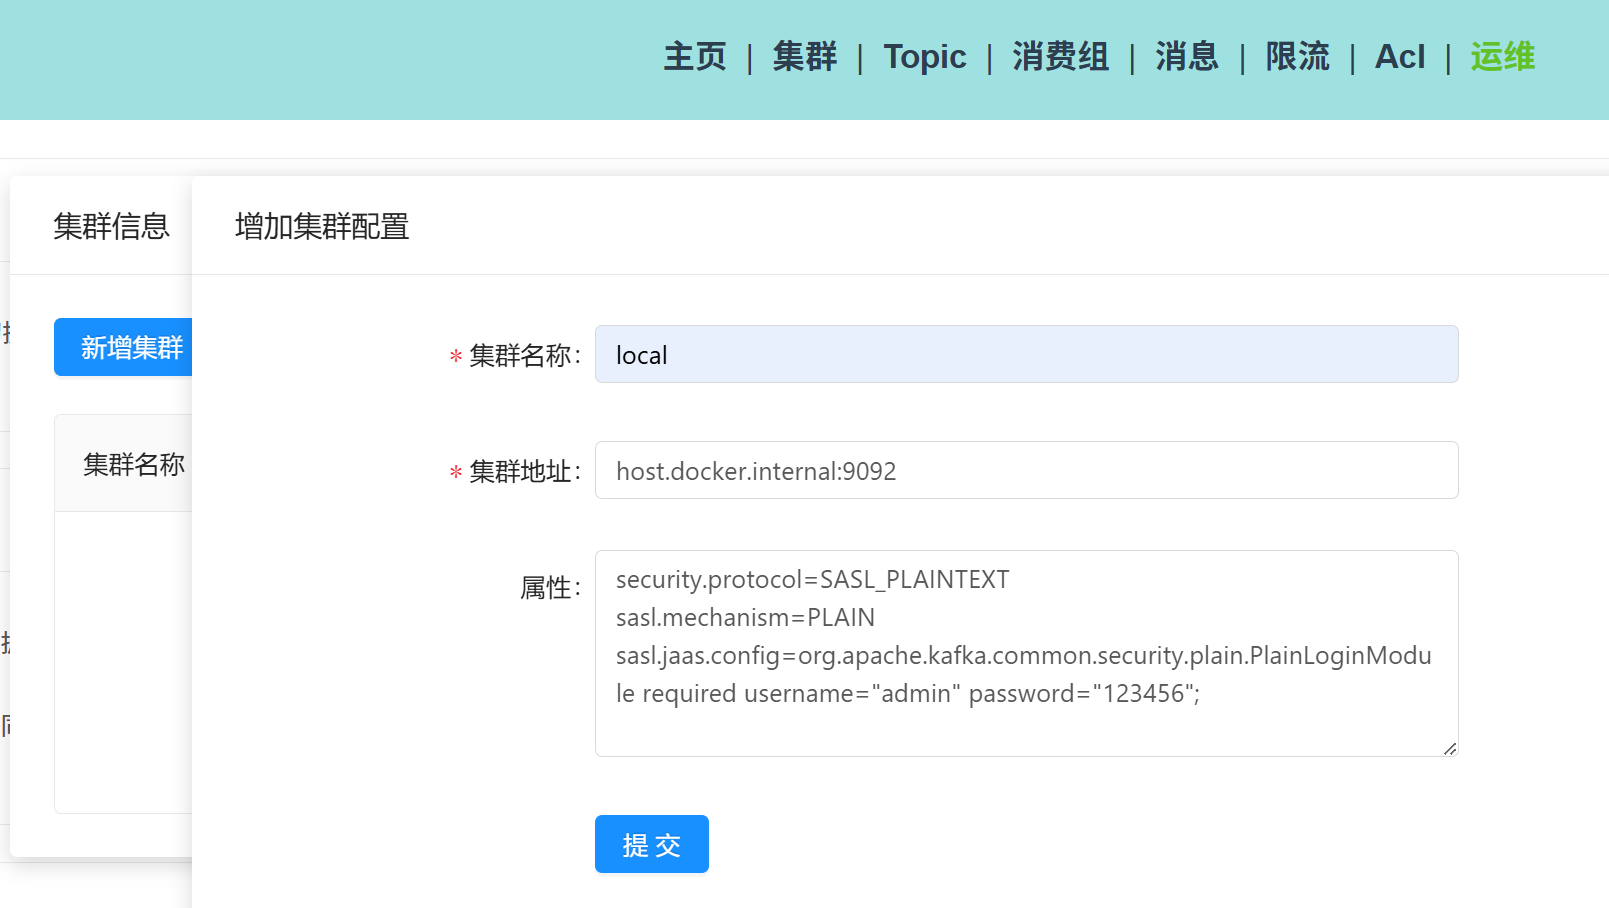 主页 | 集群 | Topic | 消费组 | 消息 | 限流 | Acl | 运维
集群信息
增加集群配置
新增集群
集群名称
* 集群名称:
local
* 集群地址:
host.docker.internal:9092
属性:
security.protocol=SASL_PLAINTEXT
sasl.mechanism=PLAIN
sasl.jaas.config=org.apache.kafka.common.security.plain.PlainLoginModu
le required username="admin" password="123456";
提 交